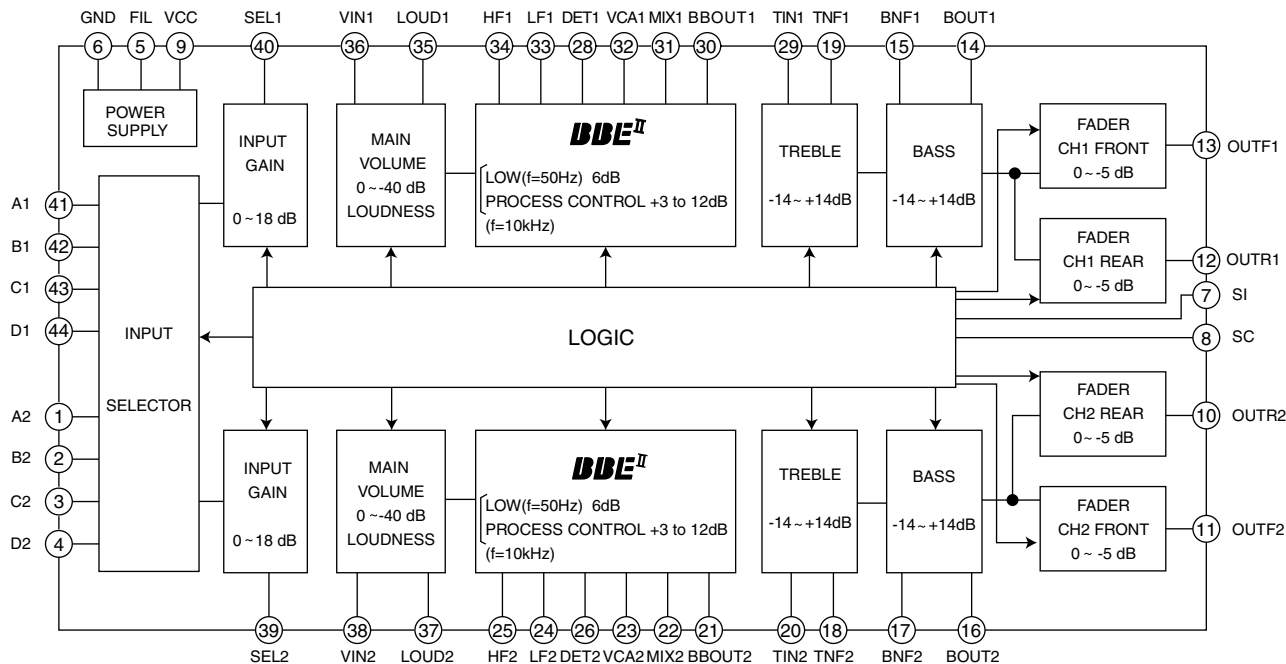 GND FIL VCC SEL1 VIN1 LOUD1 HF1 LF1 DET1 VCA1 MIX1 BBOUT1 TIN1 TNF1 BNF1 BOUT1
6 5 9 40 36 35 34 33 28 32 31 30 29 19 15 14
POWER
SUPPLY
INPUT
GAIN
0 ~ 18 dB
MAIN
VOLUME
0 ~ -40 dB
LOUDNESS
BBE II
LOW(f=50Hz) 6dB
PROCESS CONTROL +3 to 12dB
(f=10kHz)
TREBLE
-14 ~ +14dB
BASS
-14 ~ +14dB
FADER
CH1 FRONT
0 ~ -5 dB
13 OUTF1
FADER
CH1 REAR
0 ~ -5 dB
12 OUTR1
7 SI
8 SC
A1 41
B1 42
C1 43
D1 44
A2 1
B2 2
C2 3
D2 4
INPUT
SELECTOR
LOGIC
FADER
CH2 REAR
0 ~ -5 dB
10 OUTR2
INPUT
GAIN
0 ~ 18 dB
MAIN
VOLUME
0 ~ -40 dB
LOUDNESS
BBE II
LOW(f=50Hz) 6dB
PROCESS CONTROL +3 to 12dB
(f=10kHz)
TREBLE
-14 ~ +14dB
BASS
-14 ~ +14dB
FADER
CH2 FRONT
0 ~ -5 dB
11 OUTF2
39 38 37 25 24 26 23 22 21 20 18 17 16
SEL2 VIN2 LOUD2 HF2 LF2 DET2 VCA2 MIX2 BBOUT2 TIN2 TNF2 BNF2 BOUT2